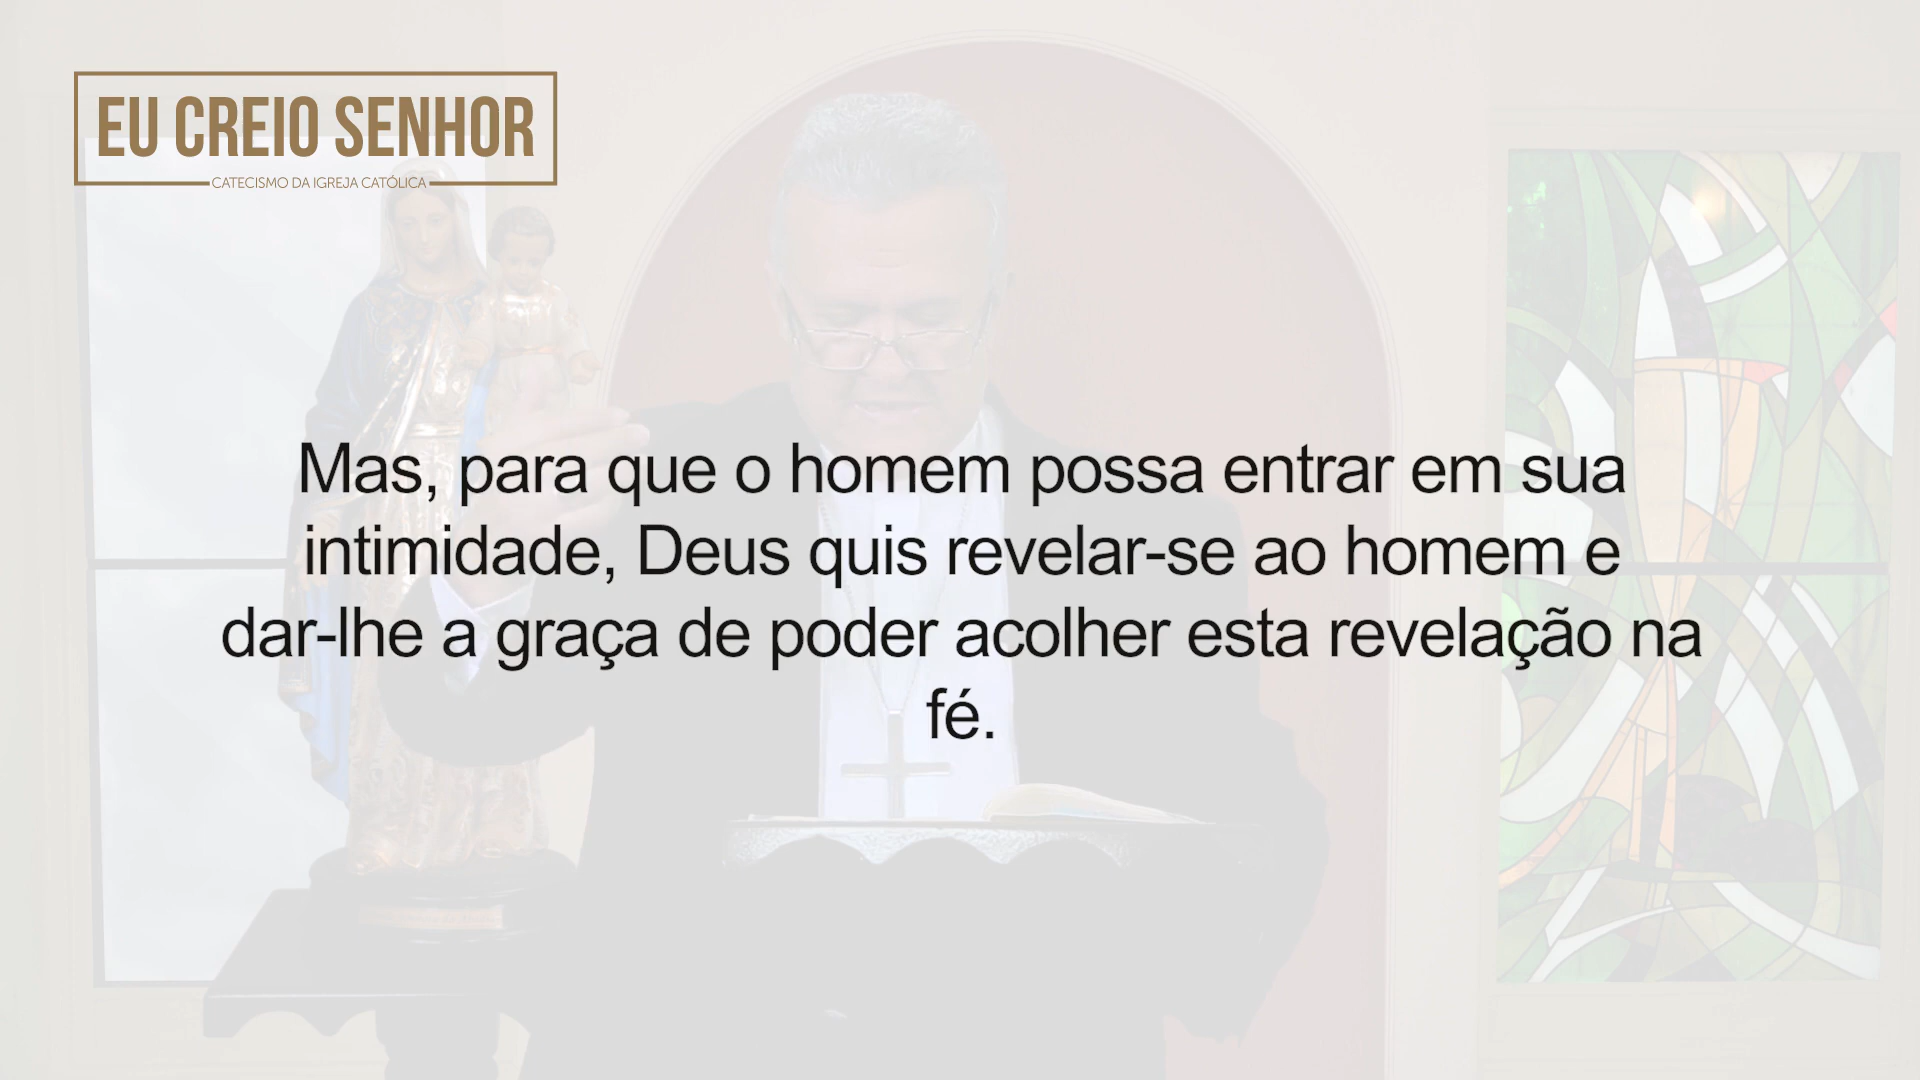 EU CREIO SENHOR
CATECISMO DA IGREJA CATÓLICA
Mas, para que o homem possa entrar em sua
intimidade, Deus quis revelar-se ao homem e
dar-lhe a graça de poder acolher esta revelação na
fé.